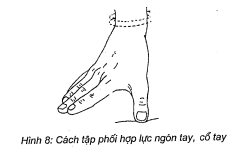 Hình 8: Cách tập phối hợp lực ngón tay, cổ tay